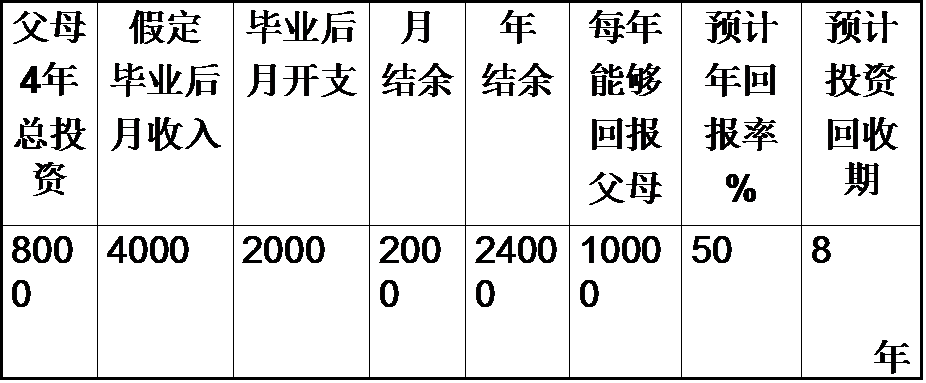 父母
4年
总投
资
假定
毕业后
月收入
毕业后
月开支
月
结余
年
结余
每年
能够
回报
父母
预计
年回
报率
%
预计
投资
回收
期
800
0
4000
2000
200
0
2400
0
1000
0
50
8
年